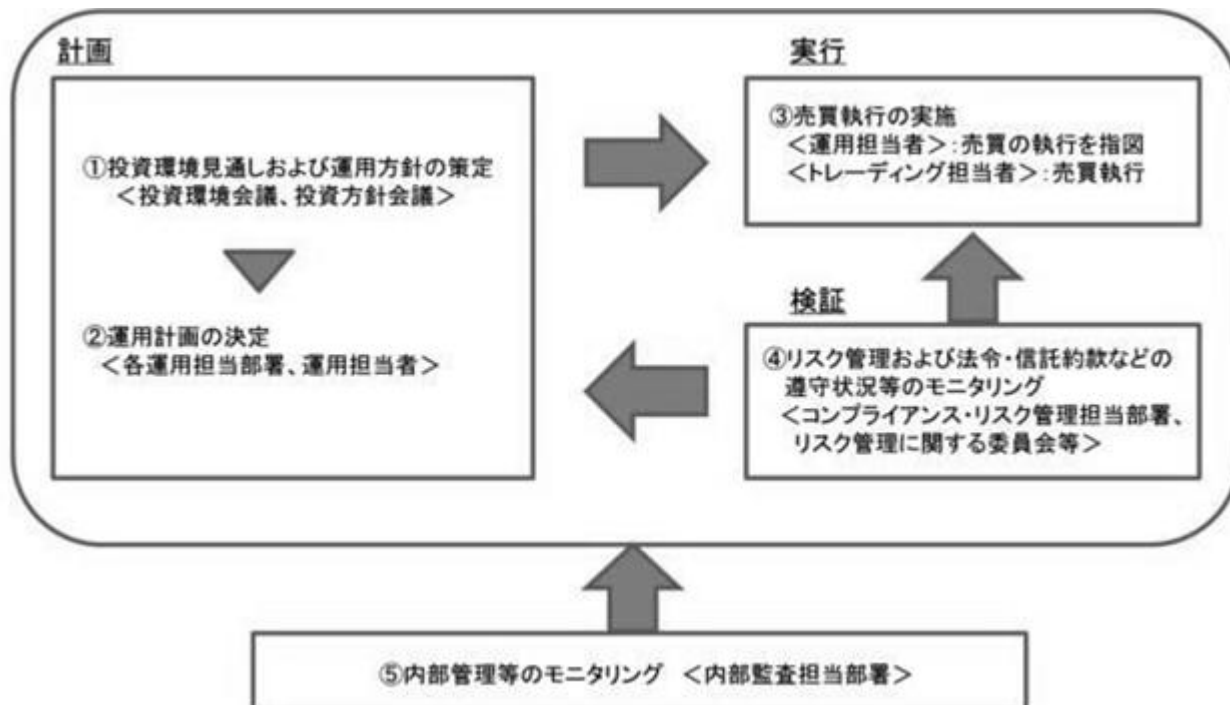 計画
①投資環境見通しおよび運用方針の策定
＜投資環境会議、投資方針会議＞
②運用計画の決定
＜各運用担当部署、運用担当者＞
実行
③売買執行の実施
＜運用担当者＞：売買の執行を指図
＜トレーディング担当者＞：売買執行
検証
④リスク管理および法令・信託約款などの
遵守状況等のモニタリング
＜コンプライアンス・リスク管理担当部署、
リスク管理に関する委員会等＞
⑤内部管理等のモニタリング ＜内部監査担当部署＞